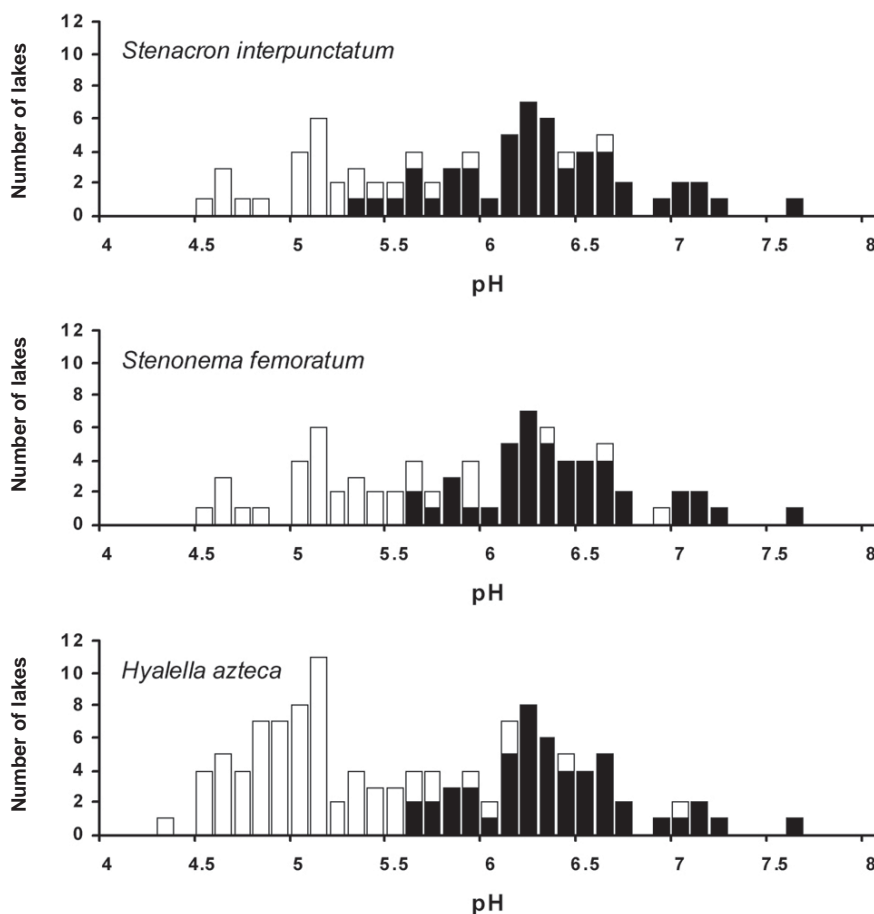 12
Stenacron interpunctatum
10
8
6
4
2
0
Number of lakes
4 4.5 5 5.5 6 6.5 7 7.5 8
pH
12
Stenonema femoratum
10
8
6
4
2
0
Number of lakes
4 4.5 5 5.5 6 6.5 7 7.5 8
pH
12
Hyalella azteca
10
8
6
4
2
0
Number of lakes
4 4.5 5 5.5 6 6.5 7 7.5 8
pH